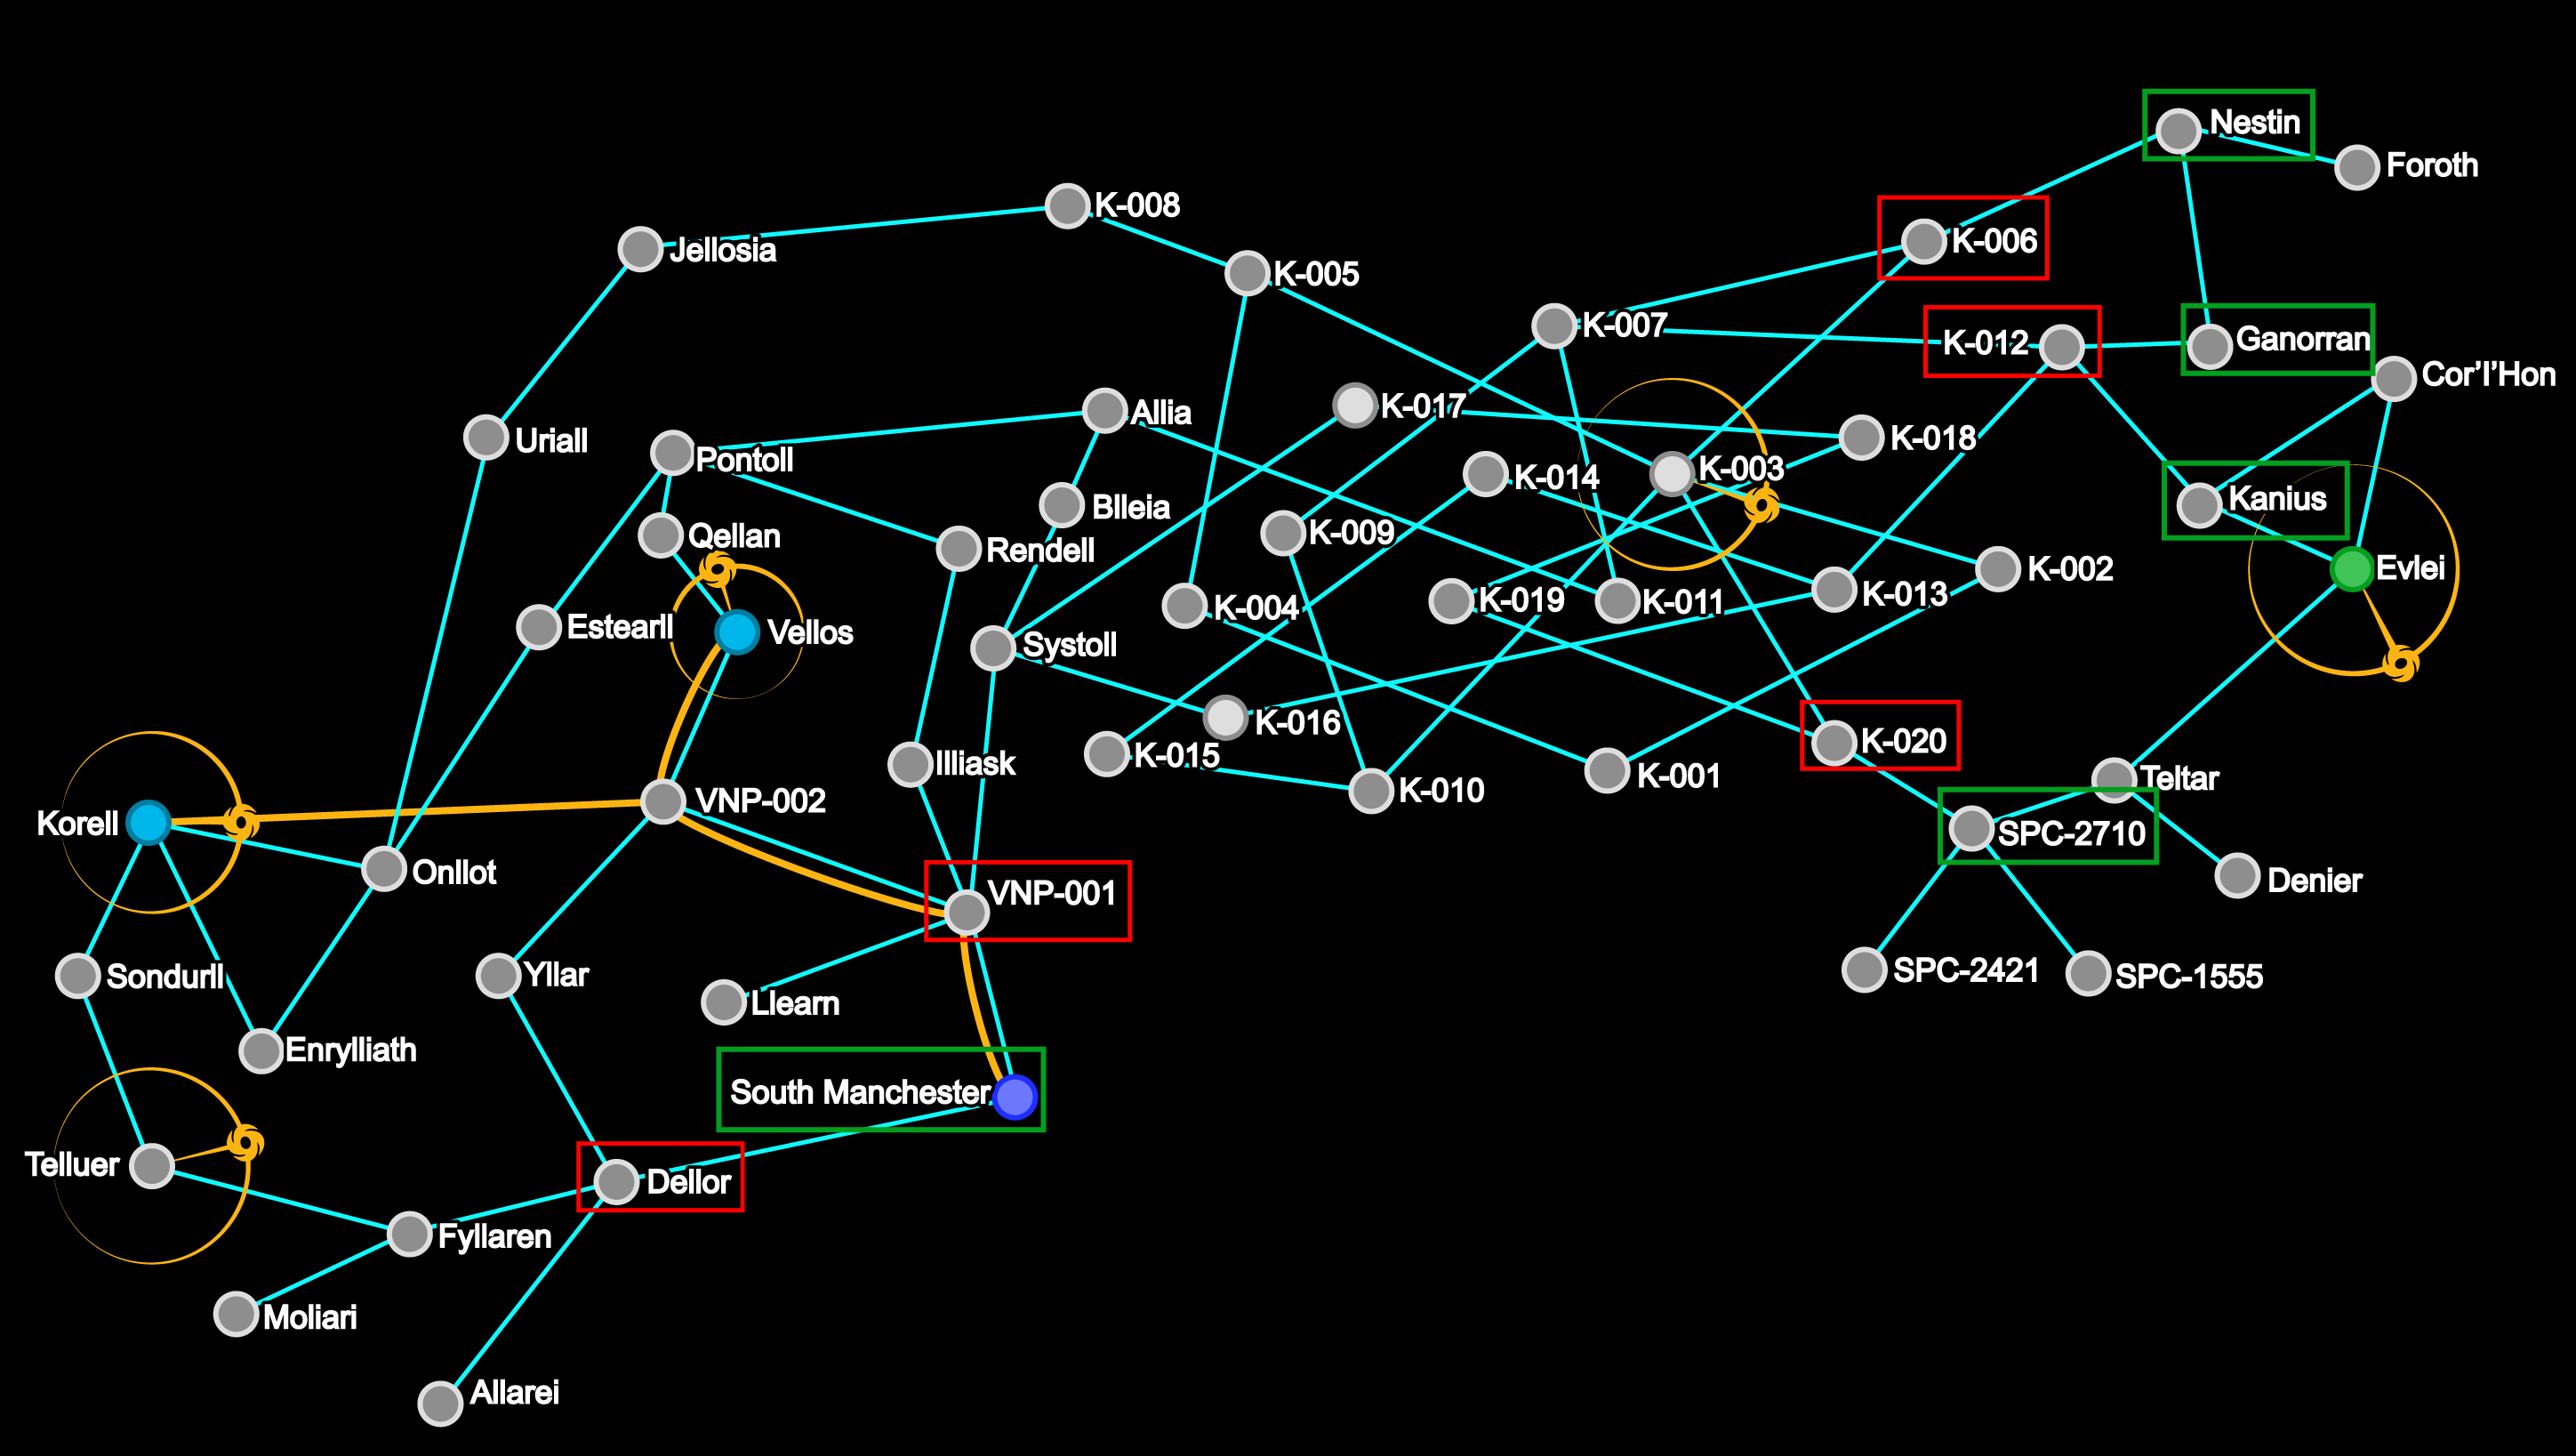 Nestin
Foroth
K-008
K-006
Jellosia
K-005
K-007
K-012
Ganorran
Cor'l'Hon
Allia
K-017
Uriall
K-018
Pontoll
K-003
K-014
Kanius
Blleia
Qellan
K-009
Rendell
K-002
Evlei
K-019
K-011
K-013
K-004
Estearll
Vellos
Systoll
K-016
K-020
K-015
Illiask
K-001
Teltar
K-010
VNP-002
Korell
SPC-2710
Onllot
Denier
VNP-001
Sondurll
Yllar
SPC-2421
SPC-1555
Llearn
Enrylliath
South Manchester
Telluer
Dellor
Fyllaren
Moliari
Allarei